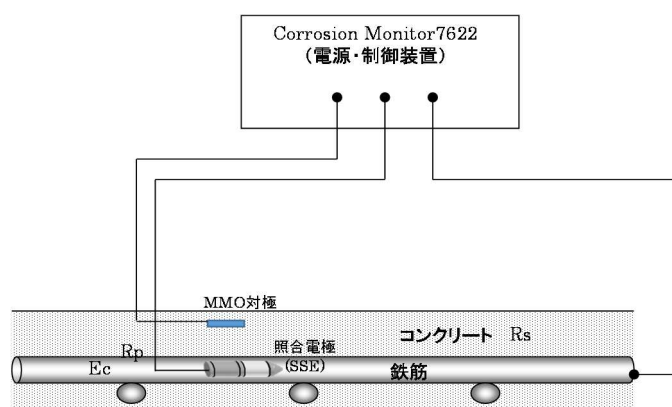 Corrosion Monitor7622
(電源・制御装置)
MMO対極
コンクリート Rs
照合電極
(SSE)
Rp
Ec
鉄筋